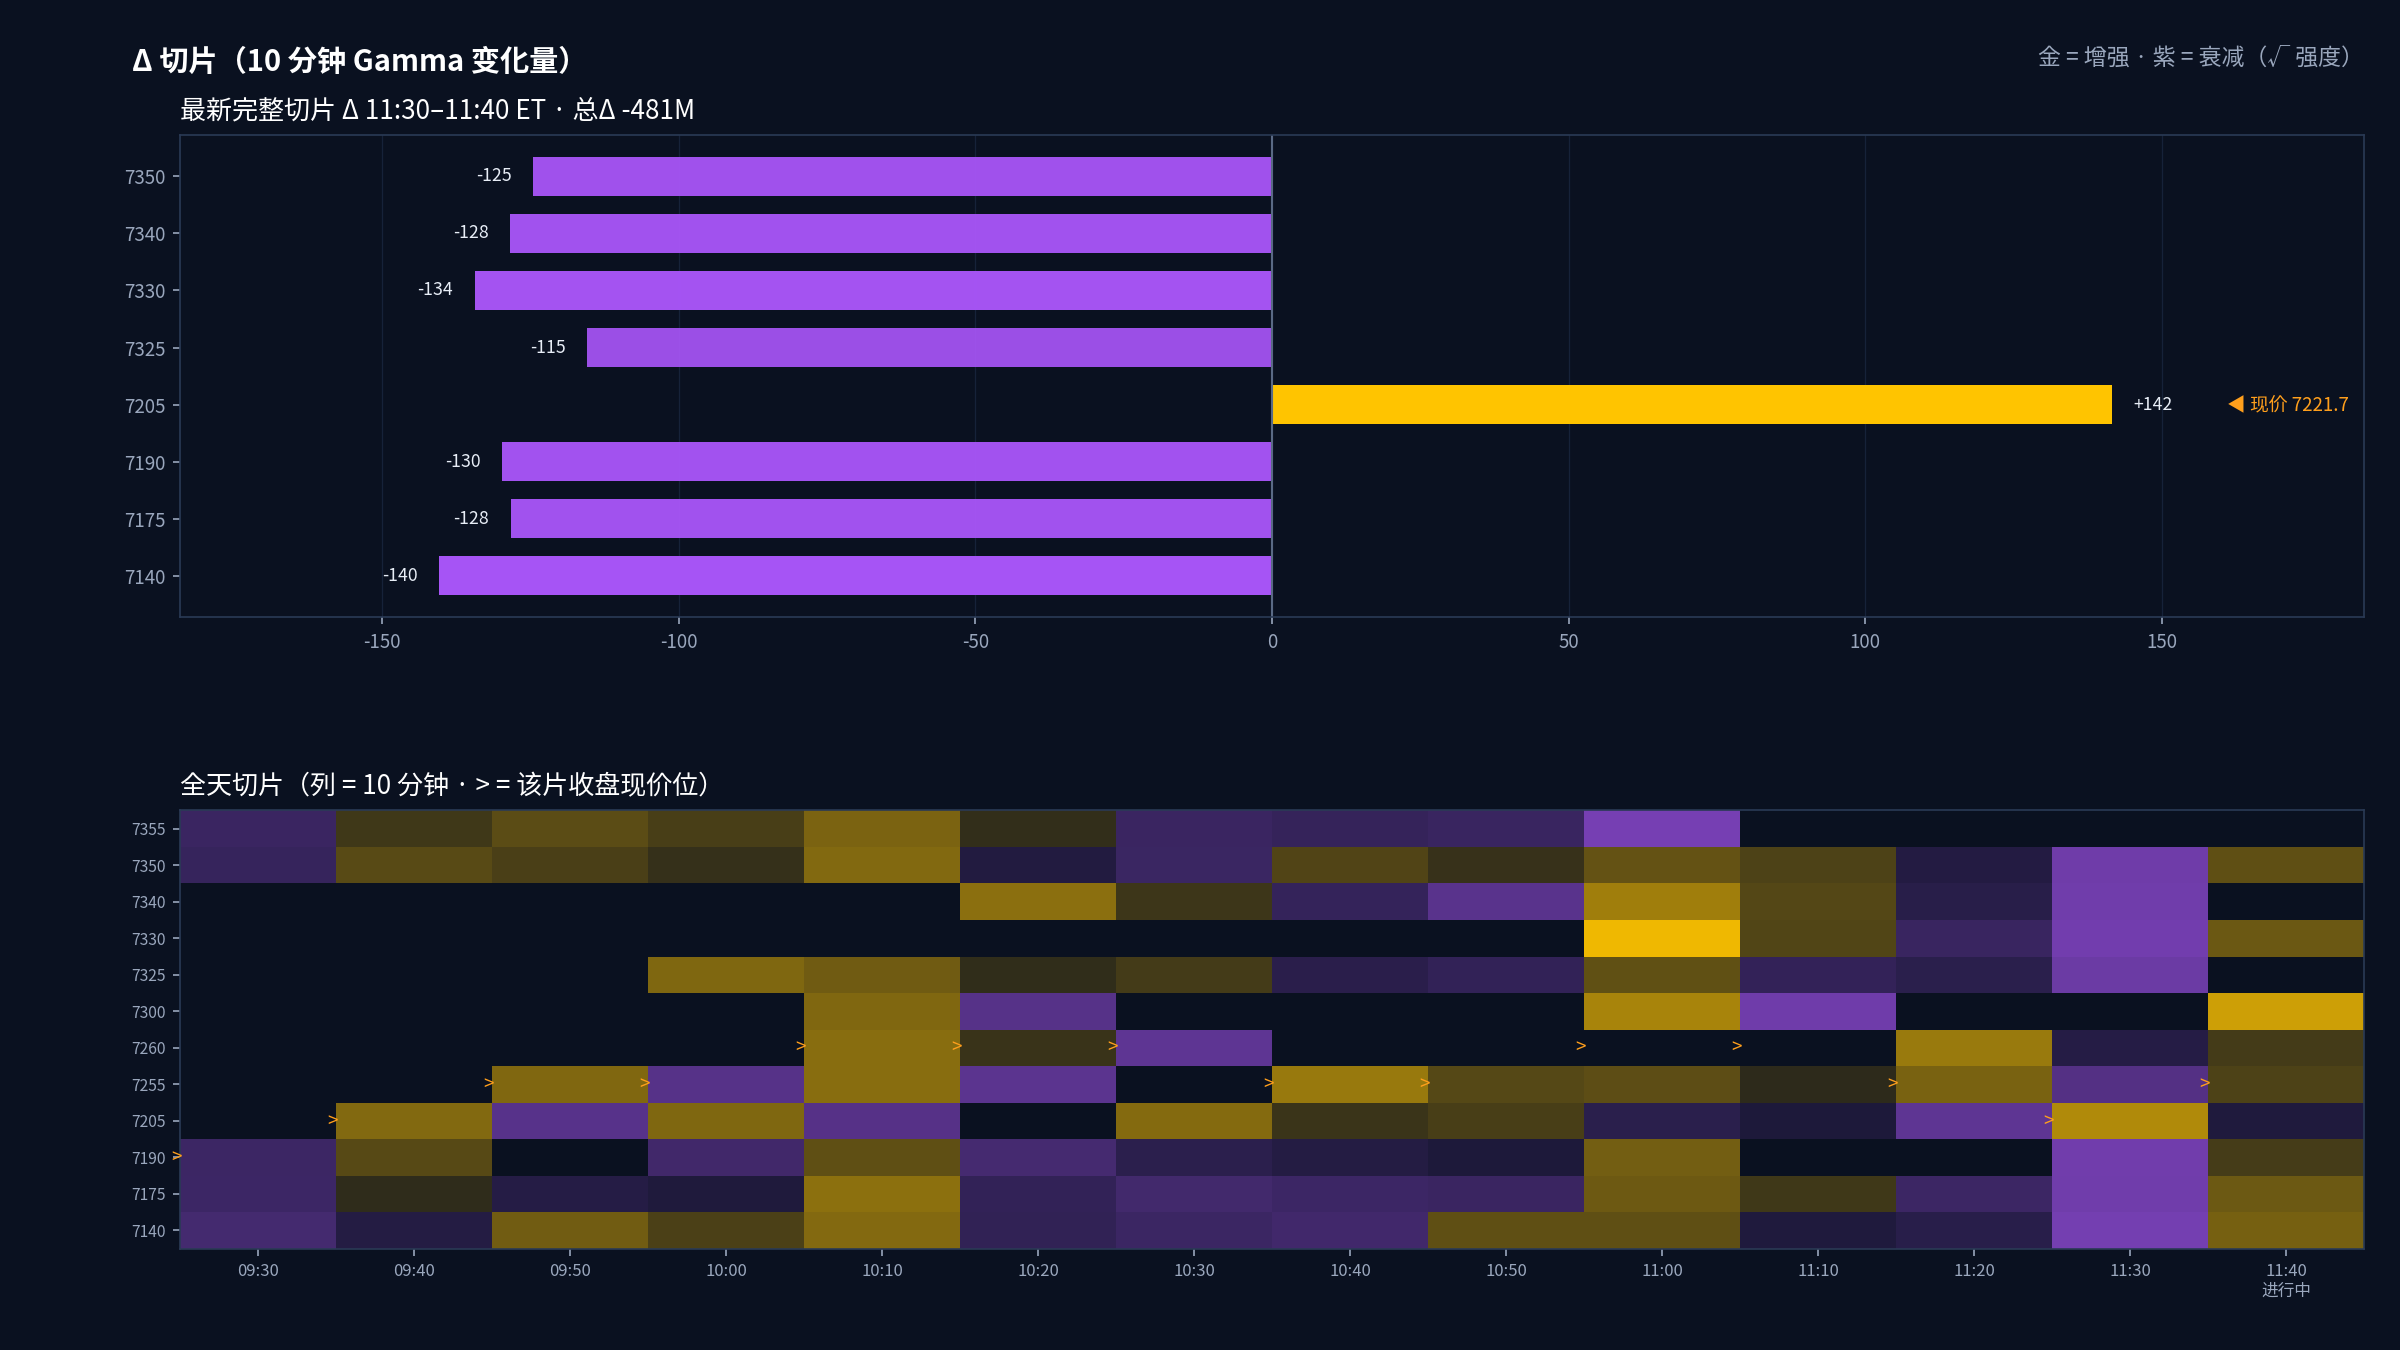 Δ 切片（10 分钟 Gamma 变化量）
金 = 增强 · 紫 = 衰减（√ 强度）
最新完整切片 Δ 11:30–11:40 ET · 总Δ -481M
7350 -125
7340 -128
7330 -134
7325 -115
7205 +142 ◀ 现价 7221.7
7190 -130
7175 -128
7140 -140
-150 -100 -50 0 50 100 150
全天切片（列 = 10 分钟 · > = 该片收盘现价位）
7355
7350
7340
7330
7325
7300
7260 > > > > >
7255 > > > > > >
7205 > >
7190 >
7175
7140
09:30 09:40 09:50 10:00 10:10 10:20 10:30 10:40 10:50 11:00 11:10 11:20 11:30 11:40
进行中